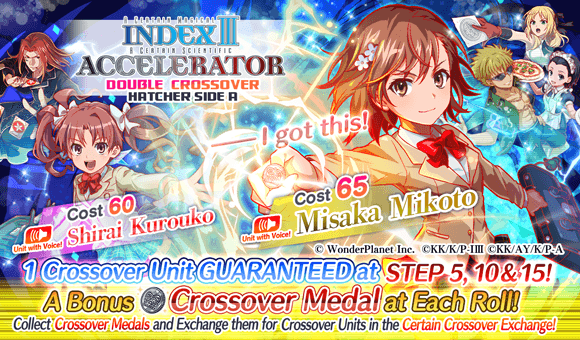 A CERTAIN MAGICAL
INDEX III
A CERTAIN SCIENTIFIC
ACCELERATOR
DOUBLE CROSSOVER
HATCHER SIDE A
I got this!
Cost 60
Unit with Voice!
Shirai Kurouko
Cost 65
Unit with Voice!
Misaka Mikoto
© WonderPlanet Inc. ©KK/K/P-IⅢ ©KK/AY/K/P-A
1 Crossover Unit GUARANTEED at STEP 5, 10 & 15!
A Bonus Crossover Medal at Each Roll!
Collect Crossover Medals and Exchange them for Crossover Units in the Certain Crossover Exchange!